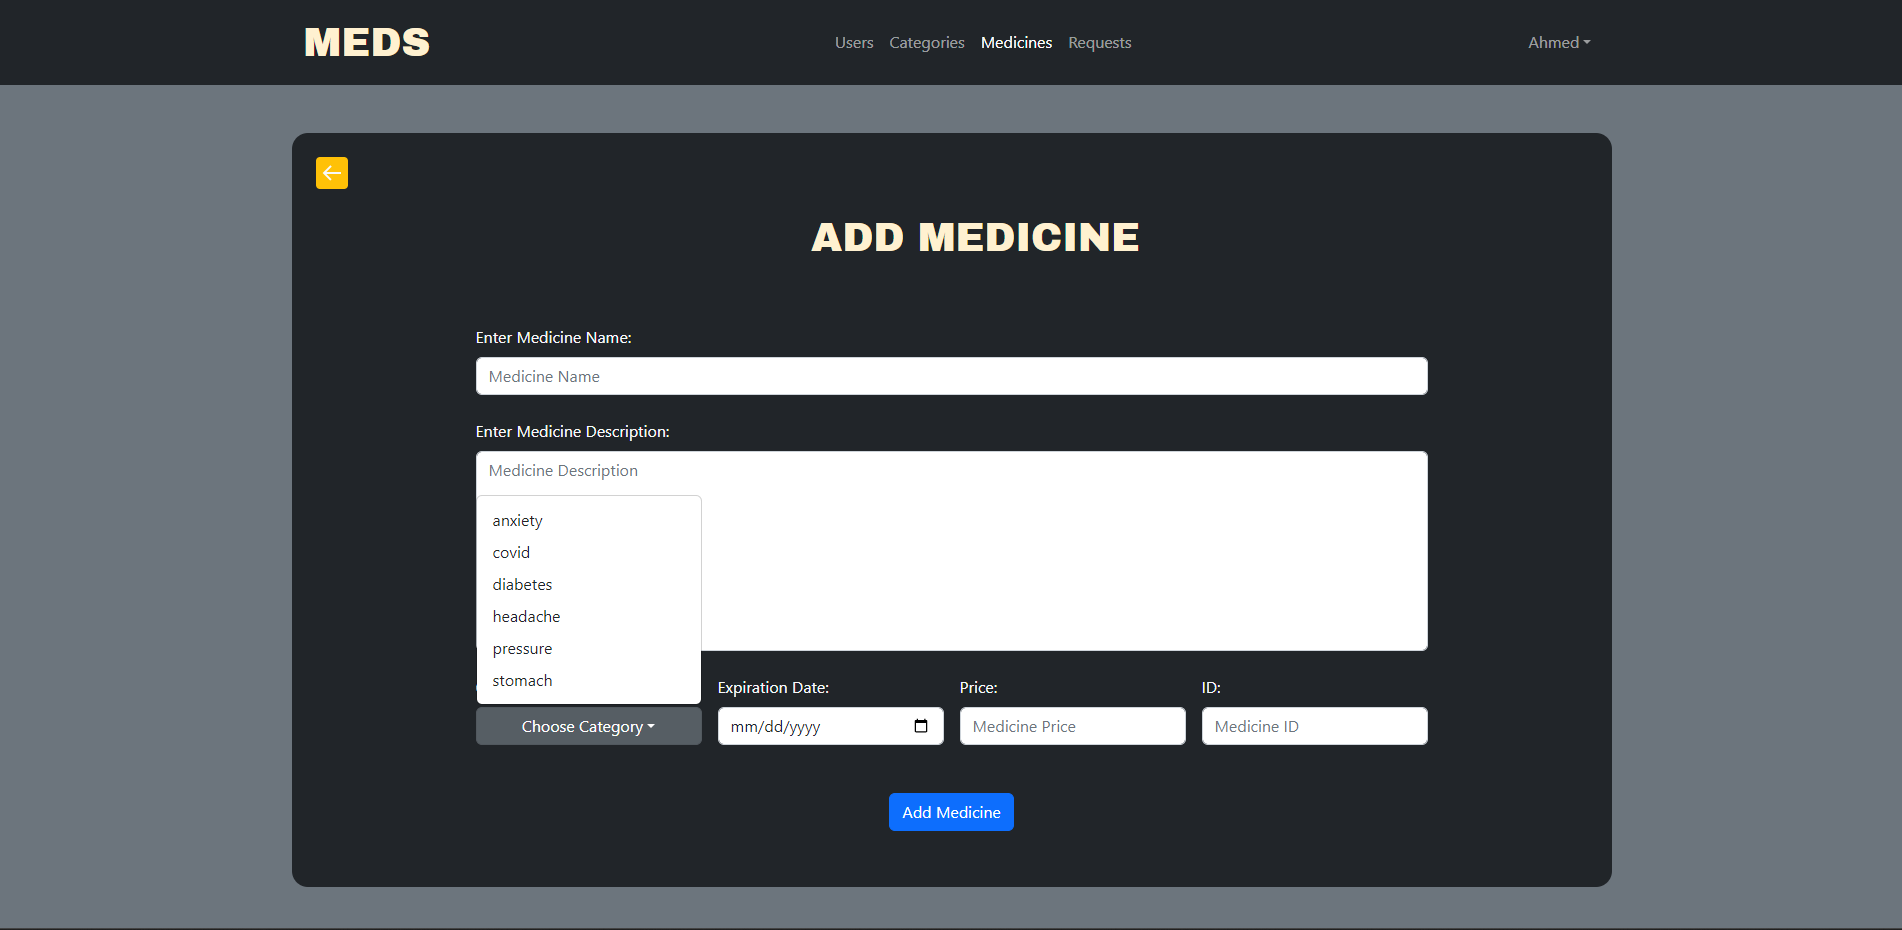 MEDS
Users Categories Medicines Requests
Ahmed
ADD MEDICINE
Enter Medicine Name:
Medicine Name
Enter Medicine Description:
Medicine Description
anxiety
covid
diabetes
headache
pressure
stomach
Choose Category
Expiration Date:
mm/dd/yyyy
Price:
Medicine Price
ID:
Medicine ID
Add Medicine